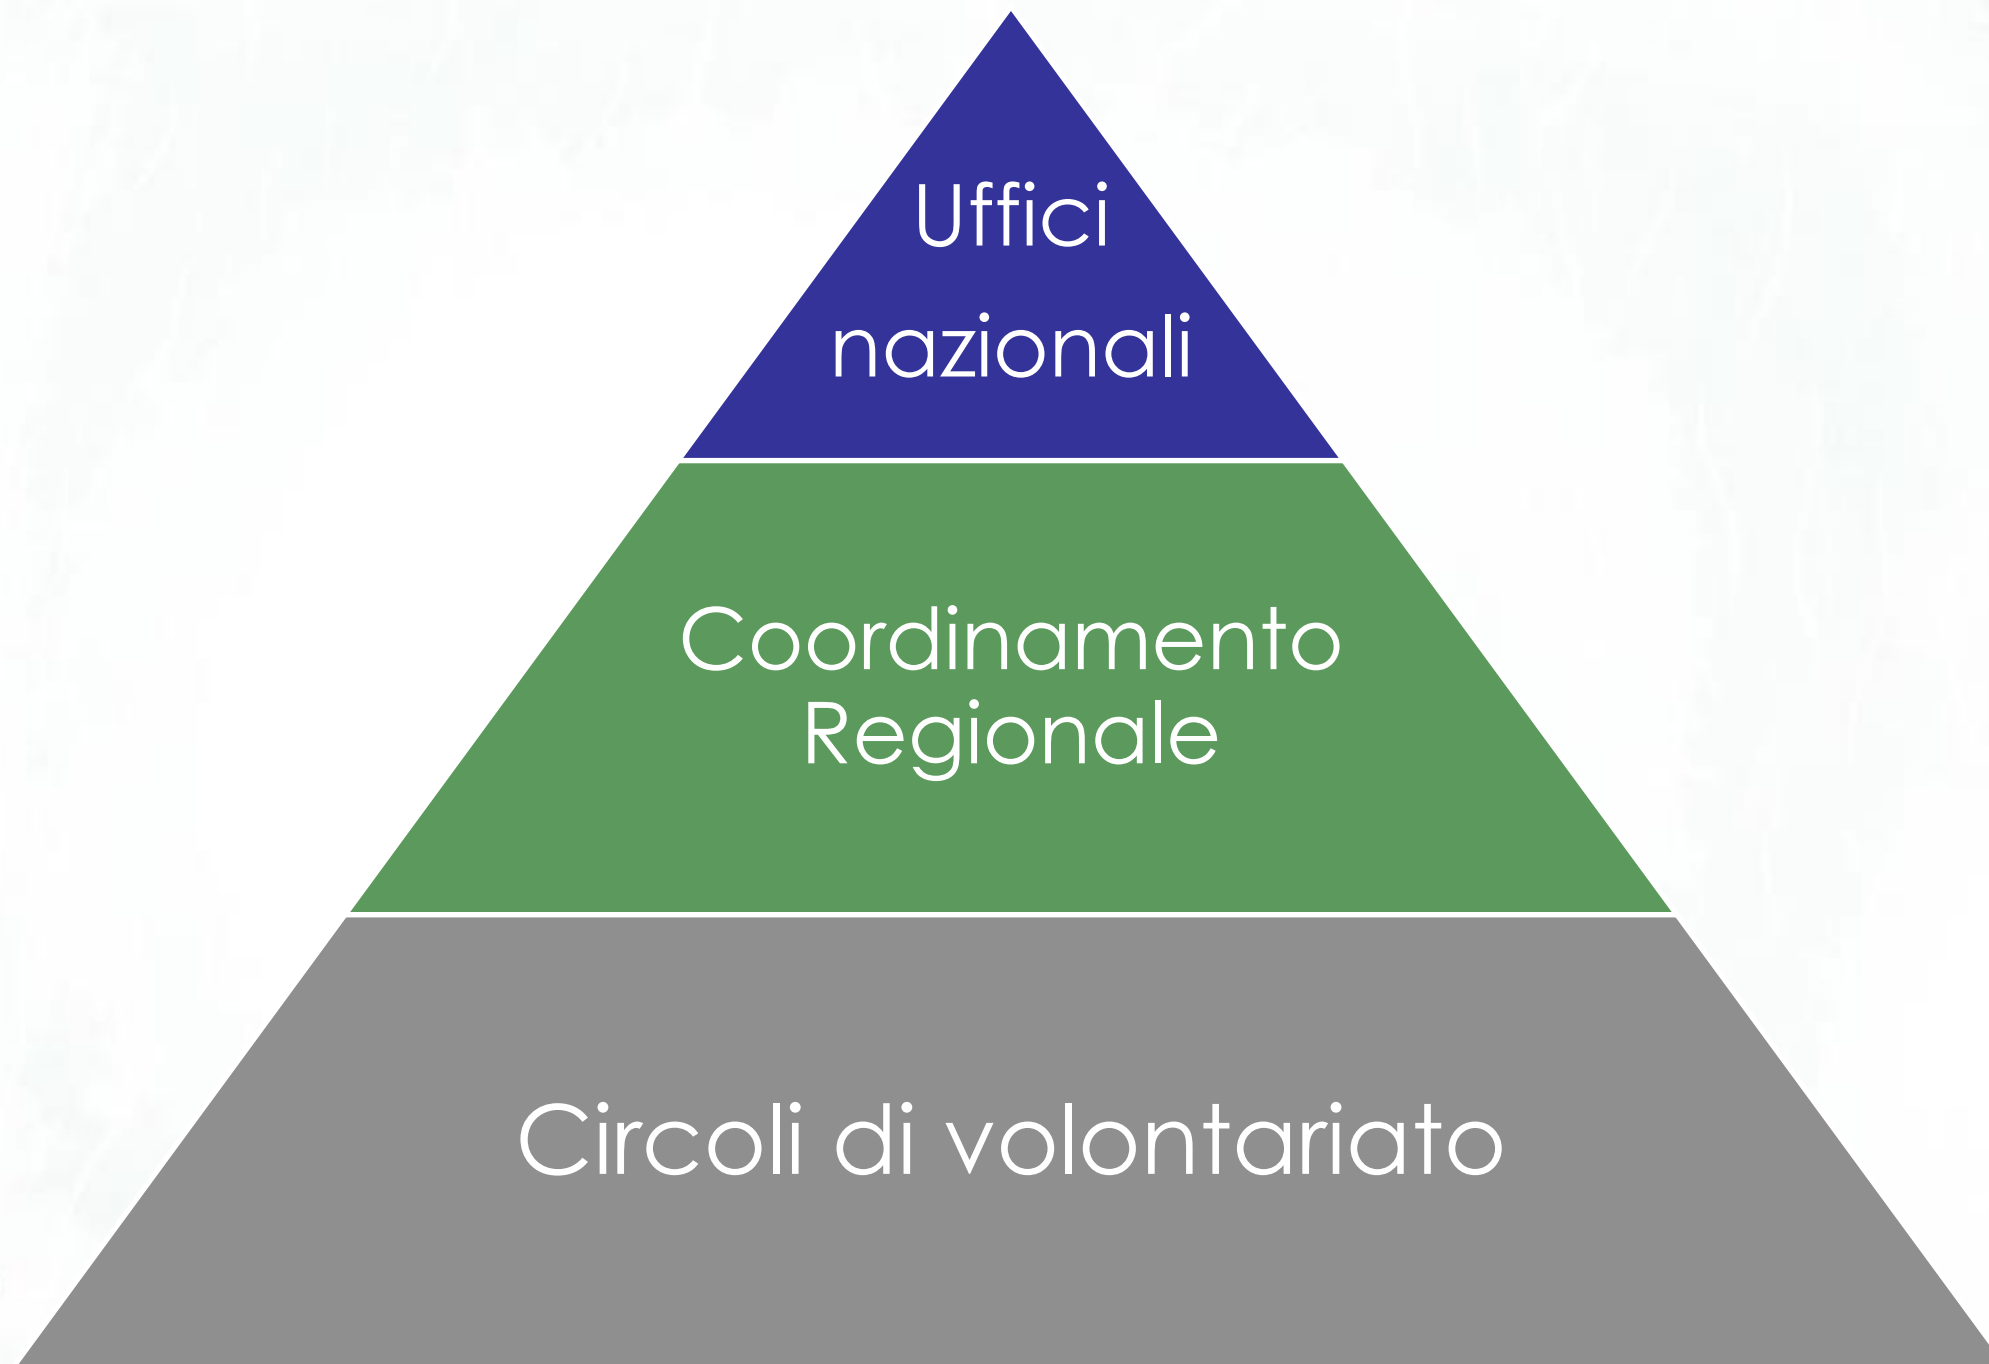 Uffici
nazionali
Coordinamento
Regionale
Circoli di volontariato